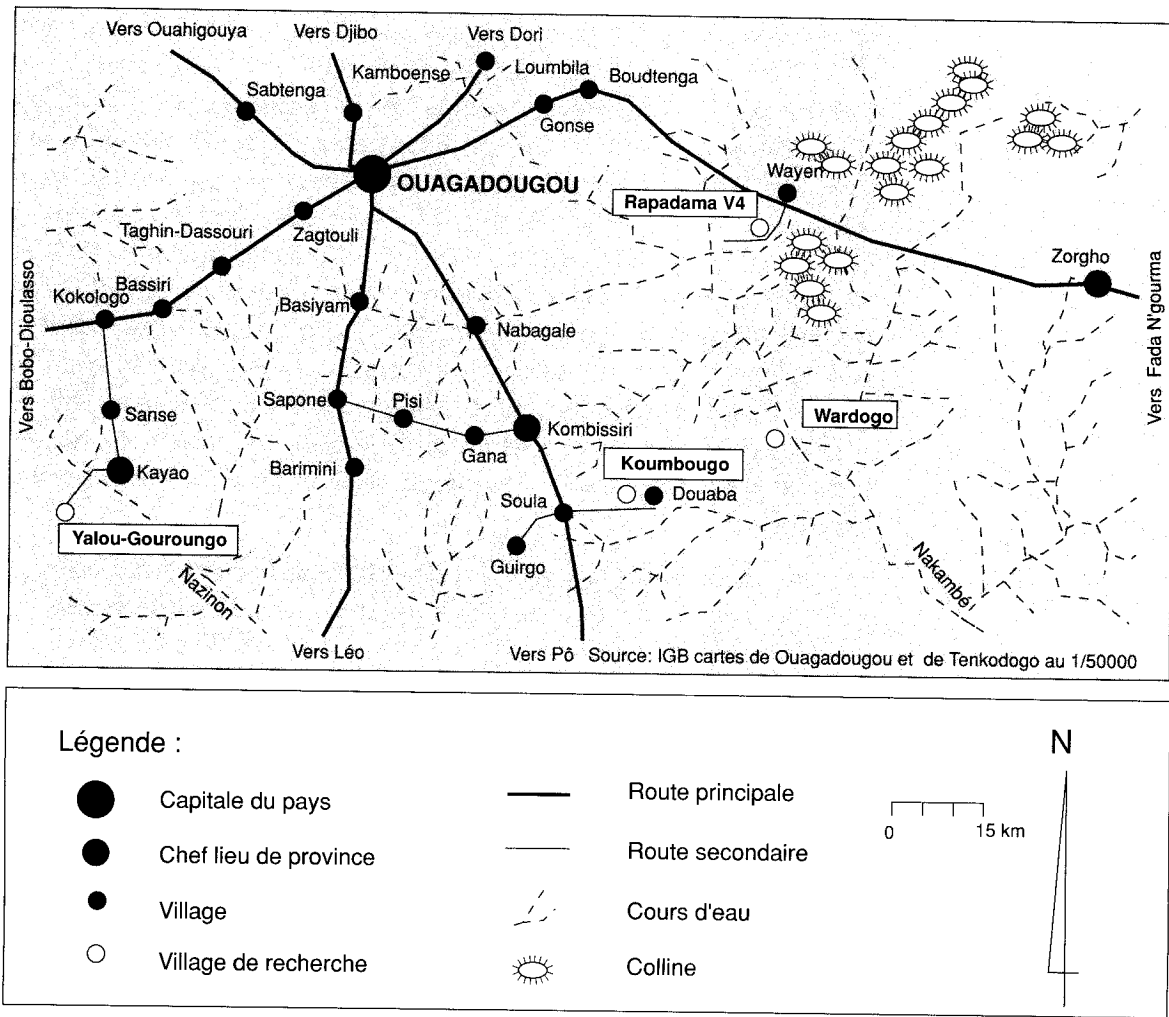 Vers Ouahigouya
Vers Djibo
Vers Dori
Kamboense
Loumbila
Boudtenga
Sabtenga
Gonse
OUAGADOUGOU
Wayen
Rapadama V4
Zagtouli
Taghin-Dassouri
Zorgho
Bassiri
Kokologo
Basiyam
Nabagale
Vers Bobo-Dioulasso
Vers Fada N'gourma
Sapone
Pisi
Sanse
Wardogo
Kombissiri
Gana
Barimini
Kayao
Koumbougo
Soula
Douaba
Yalou-Gouroungo
Guirgo
Nazinon
Nakambé
Vers Léo
Vers Pô
Source: IGB cartes de Ouagadougou et de Tenkodogo au 1/50000
Légende :
N
Capitale du pays
Route principale
0
15 km
Chef lieu de province
Route secondaire
Village
Cours d'eau
Village de recherche
Colline